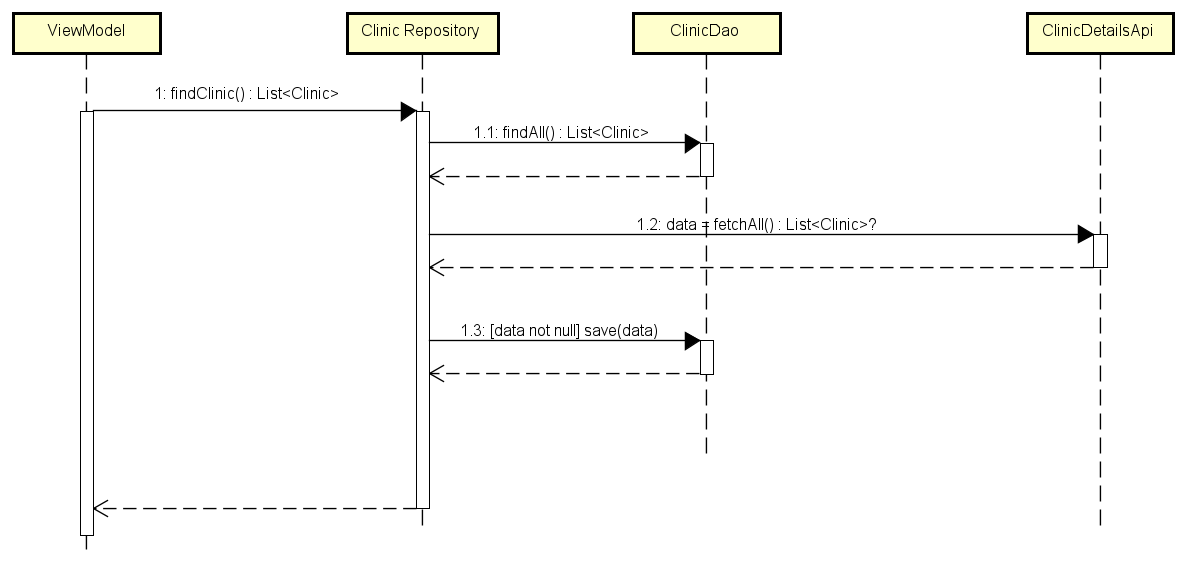 ViewModel
Clinic Repository
ClinicDao
ClinicDetailsApi
1: findClinic() : List<Clinic>
1.1: findAll() : List<Clinic>
1.2: data = fetchAll() : List<Clinic>?
1.3: [data not null] save(data)